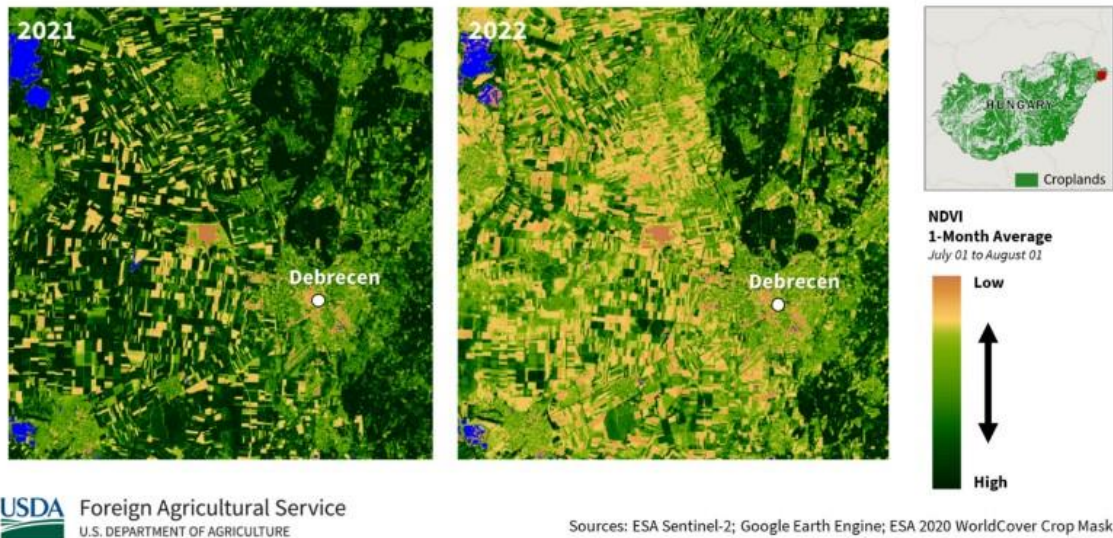 2021
2022
Debrecen
Debrecen
HUNGARY
Croplands
NDVI
1-Month Average
July 01 to August 01
Low
High
USDA
Foreign Agricultural Service
U.S. DEPARTMENT OF AGRICULTURE
Sources: ESA Sentinel-2; Google Earth Engine; ESA 2020 WorldCover Crop Mask